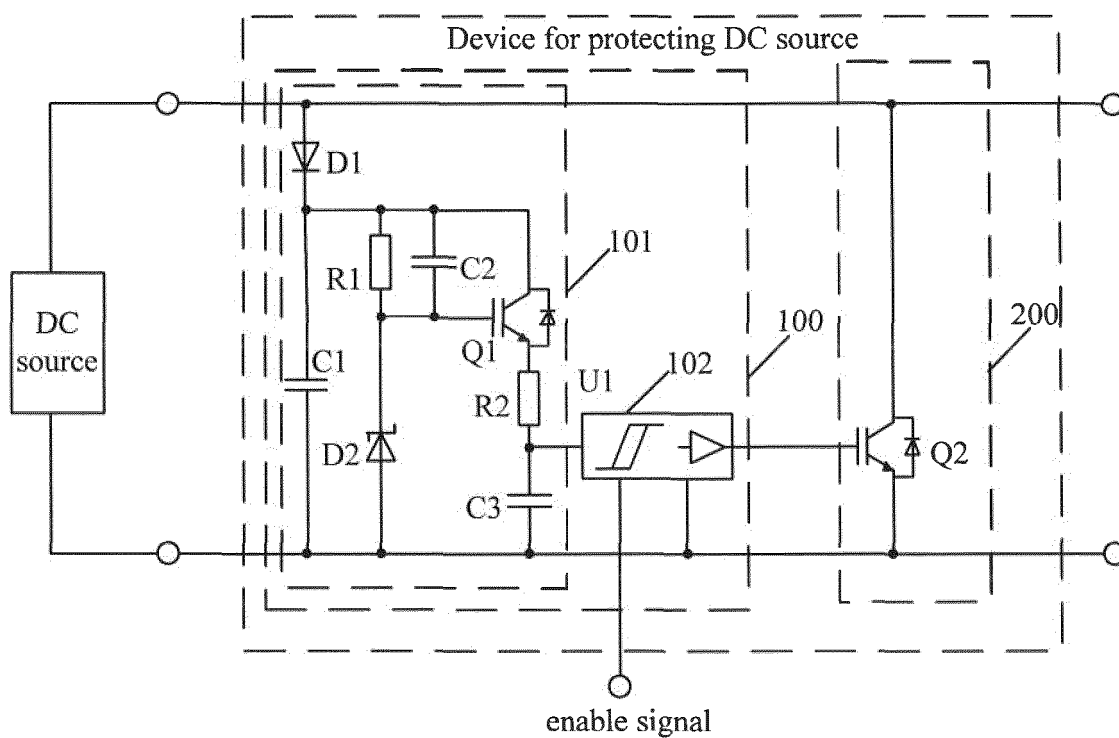 Device for protecting DC source
D1
101
R1
C2
DC
source
Q1
100
200
C1
102
U1
R2
D2
Q2
C3
enable signal